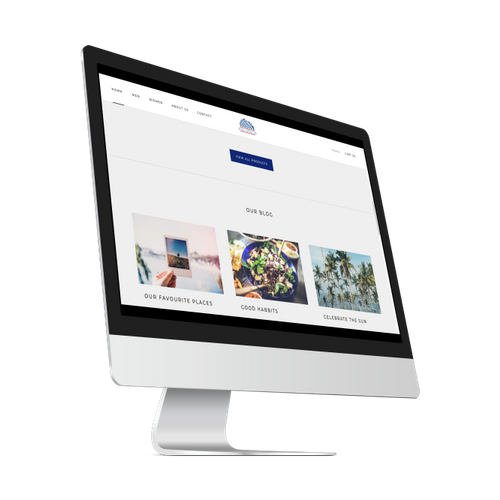 HOME MEN WOMEN ABOUT US CONTACT
CART (0)
VIEW ALL PRODUCTS
OUR BLOG
OUR FAVOURITE PLACES
GOOD HABBITS
CELEBRATE THE SUN